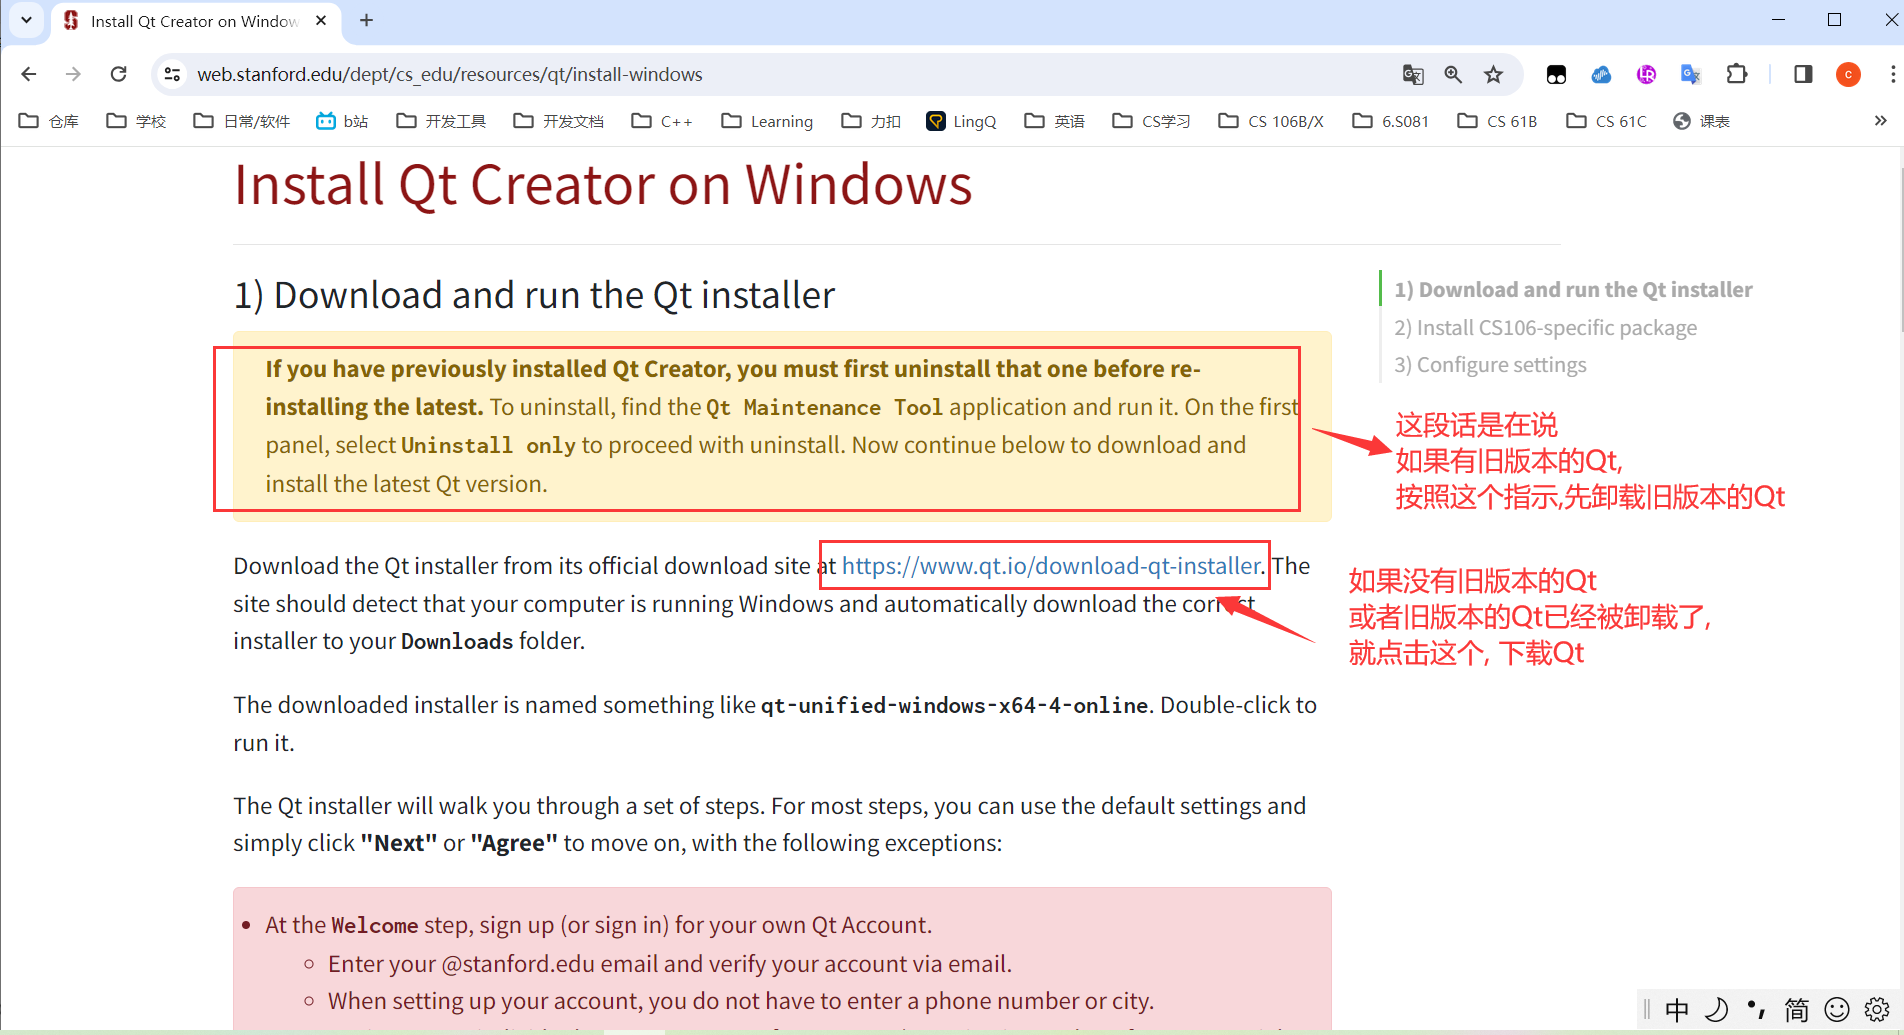 Install Qt Creator on Window
web.stanford.edu/dept/cs_edu/resources/qt/install-windows
仓库 学校 日常/软件 b站 开发工具 开发文档 C++ Learning 力扣 LingQ 英语 CS学习 CS 106B/X 6.S081 CS 61B CS 61C 课表
Install Qt Creator on Windows
1) Download and run the Qt installer
If you have previously installed Qt Creator, you must first uninstall that one before re-
installing the latest. To uninstall, find the Qt Maintenance Tool application and run it. On the first
panel, select Uninstall only to proceed with uninstall. Now continue below to download and
install the latest Qt version.
1) Download and run the Qt installer
2) Install CS106-specific package
3) Configure settings
这段话是在说
如果有旧版本的Qt,
按照这个指示,先卸载旧版本的Qt
Download the Qt installer from its official download site at https://www.qt.io/download-qt-installer. The
site should detect that your computer is running Windows and automatically download the correct
installer to your Downloads folder.
如果没有旧版本的Qt
或者旧版本的Qt已经被卸载了,
就点击这个, 下载Qt
The downloaded installer is named something like qt-unified-windows-x64-4-online. Double-click to
run it.
The Qt installer will walk you through a set of steps. For most steps, you can use the default settings and
simply click "Next" or "Agree" to move on, with the following exceptions:
At the Welcome step, sign up (or sign in) for your own Qt Account.
Enter your @stanford.edu email and verify your account via email.
When setting up your account, you do not have to enter a phone number or city.
中 简